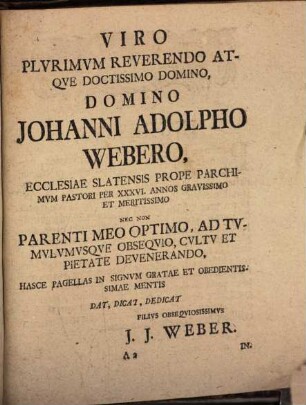 VIRO
PLVRIMVM REVERENDO AT-
QVE DOCTISSIMO DOMINO,
DOMINO
JOHANNI ADOLPHO
WEBERO,
ECCLESIAE SLATENSIS PROPE PARCHI-
MVM PASTORI PER XXXVI. ANNOS GRAVISSIMO
ET MERITISSIMO
NEC NON
PARENTI MEO OPTIMO, AD TV-
MVLVMVSQVE OBSEQVIO, CVLTV ET
PIETATE DEVENERANDO,
HASCE PAGELLAS IN SIGNVM GRATAE ET OBEDIENTIS-
SIMAE MENTIS
DAT, DICAT, DEDICAT
FILIVS OBSEQVIOSISSIMVS
J. J. WEBER.
A 2
IN-